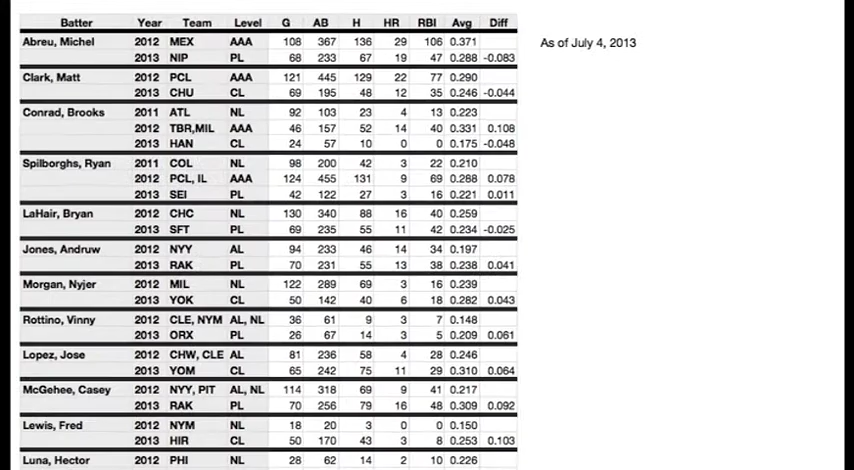 Batter Year Team Level G AB H HR RBI Avg Diff
Abreu, Michel 2012 MEX AAA 108 367 136 29 106 0.371
As of July 4, 2013
2013 NIP PL 68 233 67 19 47 0.288 -0.083
Clark, Matt 2012 PCL AAA 121 445 129 22 77 0.290
2013 CHU CL 69 195 48 12 35 0.246 -0.044
Conrad, Brooks 2011 ATL NL 92 103 23 4 13 0.223
2012 TBR,MIL AAA 46 157 52 14 40 0.331 0.108
2013 HAN CL 24 57 10 0 0 0.175 -0.048
Spilborghs, Ryan 2011 COL NL 98 200 42 3 22 0.210
2012 PCL, IL AAA 124 455 131 9 69 0.288 0.078
2013 SEI PL 42 122 27 3 16 0.221 0.011
LaHair, Bryan 2012 CHC NL 130 340 88 16 40 0.259
2013 SFT PL 69 235 55 11 42 0.234 -0.025
Jones, Andruw 2012 NYY AL 94 233 46 14 34 0.197
2013 RAK PL 70 231 55 13 38 0.238 0.041
Morgan, Nyjer 2012 MIL NL 122 289 69 3 16 0.239
2013 YOK CL 50 142 40 6 18 0.282 0.043
Rottino, Vinny 2012 CLE, NYM AL, NL 36 61 9 3 7 0.148
2013 ORX PL 26 67 14 3 5 0.209 0.061
Lopez, Jose 2012 CHW, CLE AL 81 236 58 4 28 0.246
2013 YOM CL 65 242 75 11 29 0.310 0.064
McGehee, Casey 2012 NYY, PIT AL, NL 114 318 69 9 41 0.217
2013 RAK PL 70 256 79 16 48 0.309 0.092
Lewis, Fred 2012 NYM NL 18 20 3 0 0 0.150
2013 HIR CL 50 170 43 3 8 0.253 0.103
Luna, Hector 2012 PHI NL 28 62 14 2 10 0.226